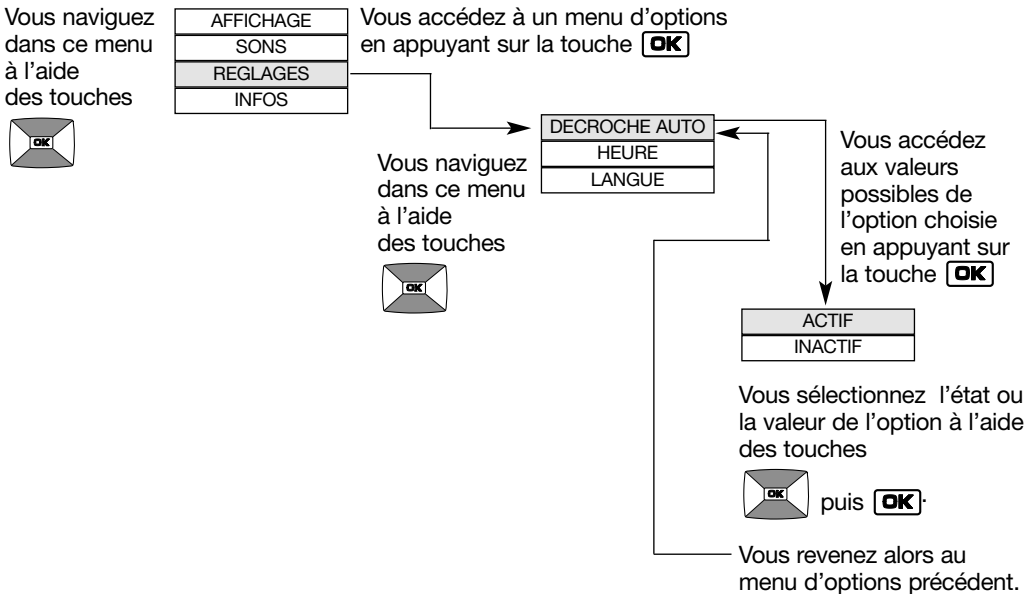 Vous naviguez
dans ce menu
à l’aide
des touches
OK
AFFICHAGE
SONS
REGLAGES
INFOS
Vous accédez à un menu d’options
en appuyant sur la touche OK
Vous naviguez
dans ce menu
à l’aide
des touches
OK
DECROCHE AUTO
HEURE
LANGUE
Vous accédez
aux valeurs
possibles de
l’option choisie
en appuyant sur
la touche OK
ACTIF
INACTIF
Vous sélectionnez l’état ou
la valeur de l’option à l’aide
des touches
OK puis OK.
Vous revenez alors au
menu d’options précédent.